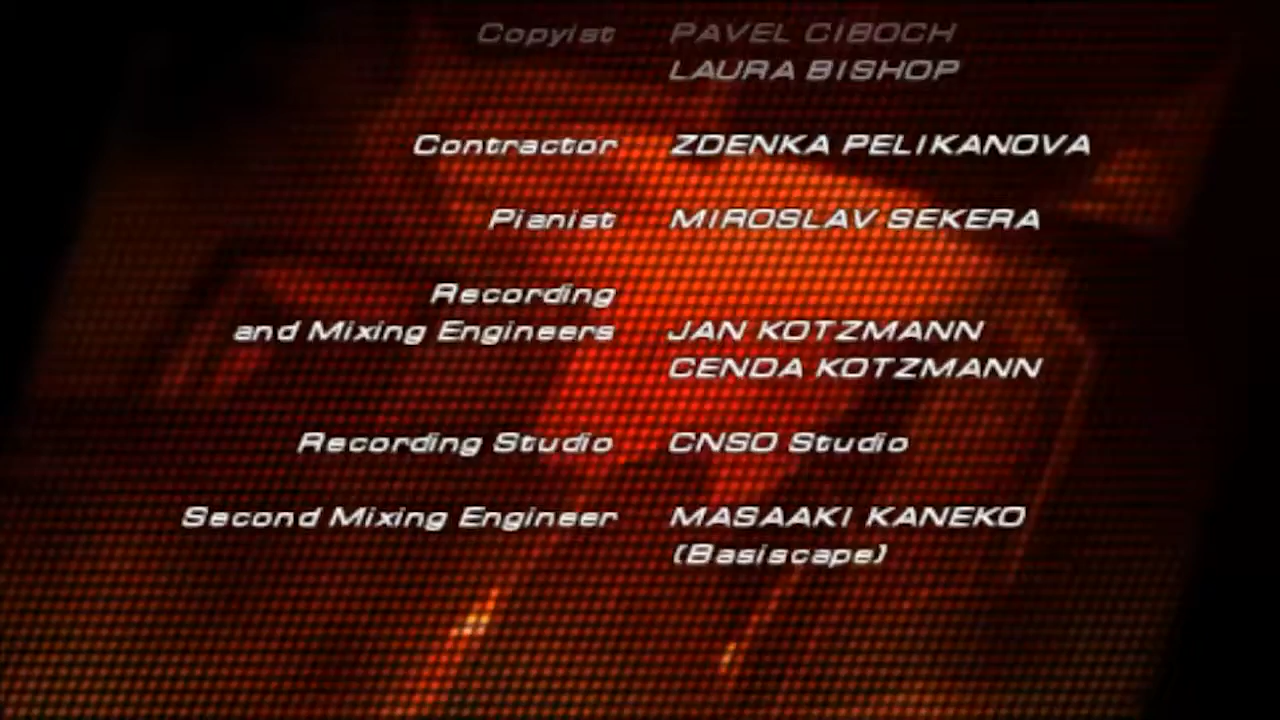 Copyist PAVEL CIBOCH
LAURA BISHOP
Contractor ZDENKA PELIKANOVA
Pianist MIROSLAV SEKERA
Recording
and Mixing Engineers JAN KOTZMANN
CENDA KOTZMANN
Recording Studio CNSO Studio
Second Mixing Engineer MASAAKI KANEKO
(Basiscape)